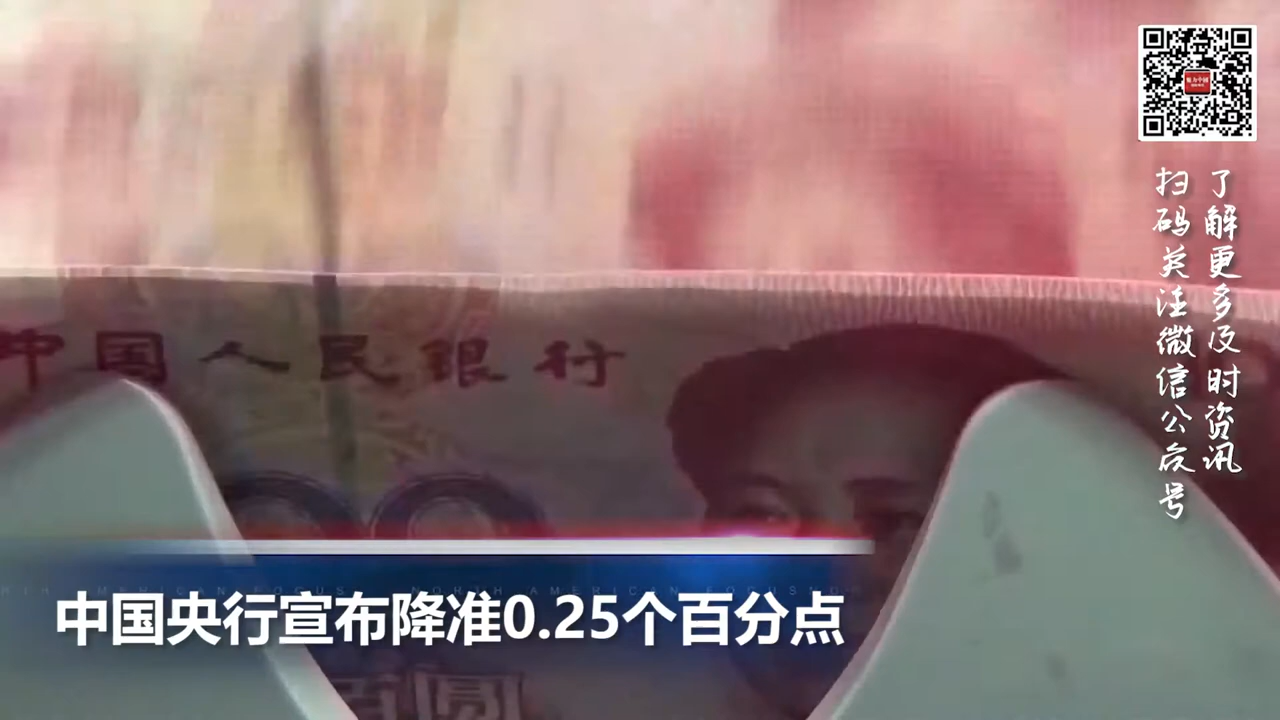 了解更多及时资讯
扫码关注微信公众号
中国人民银行
中国央行宣布降准0.25个百分点
圆